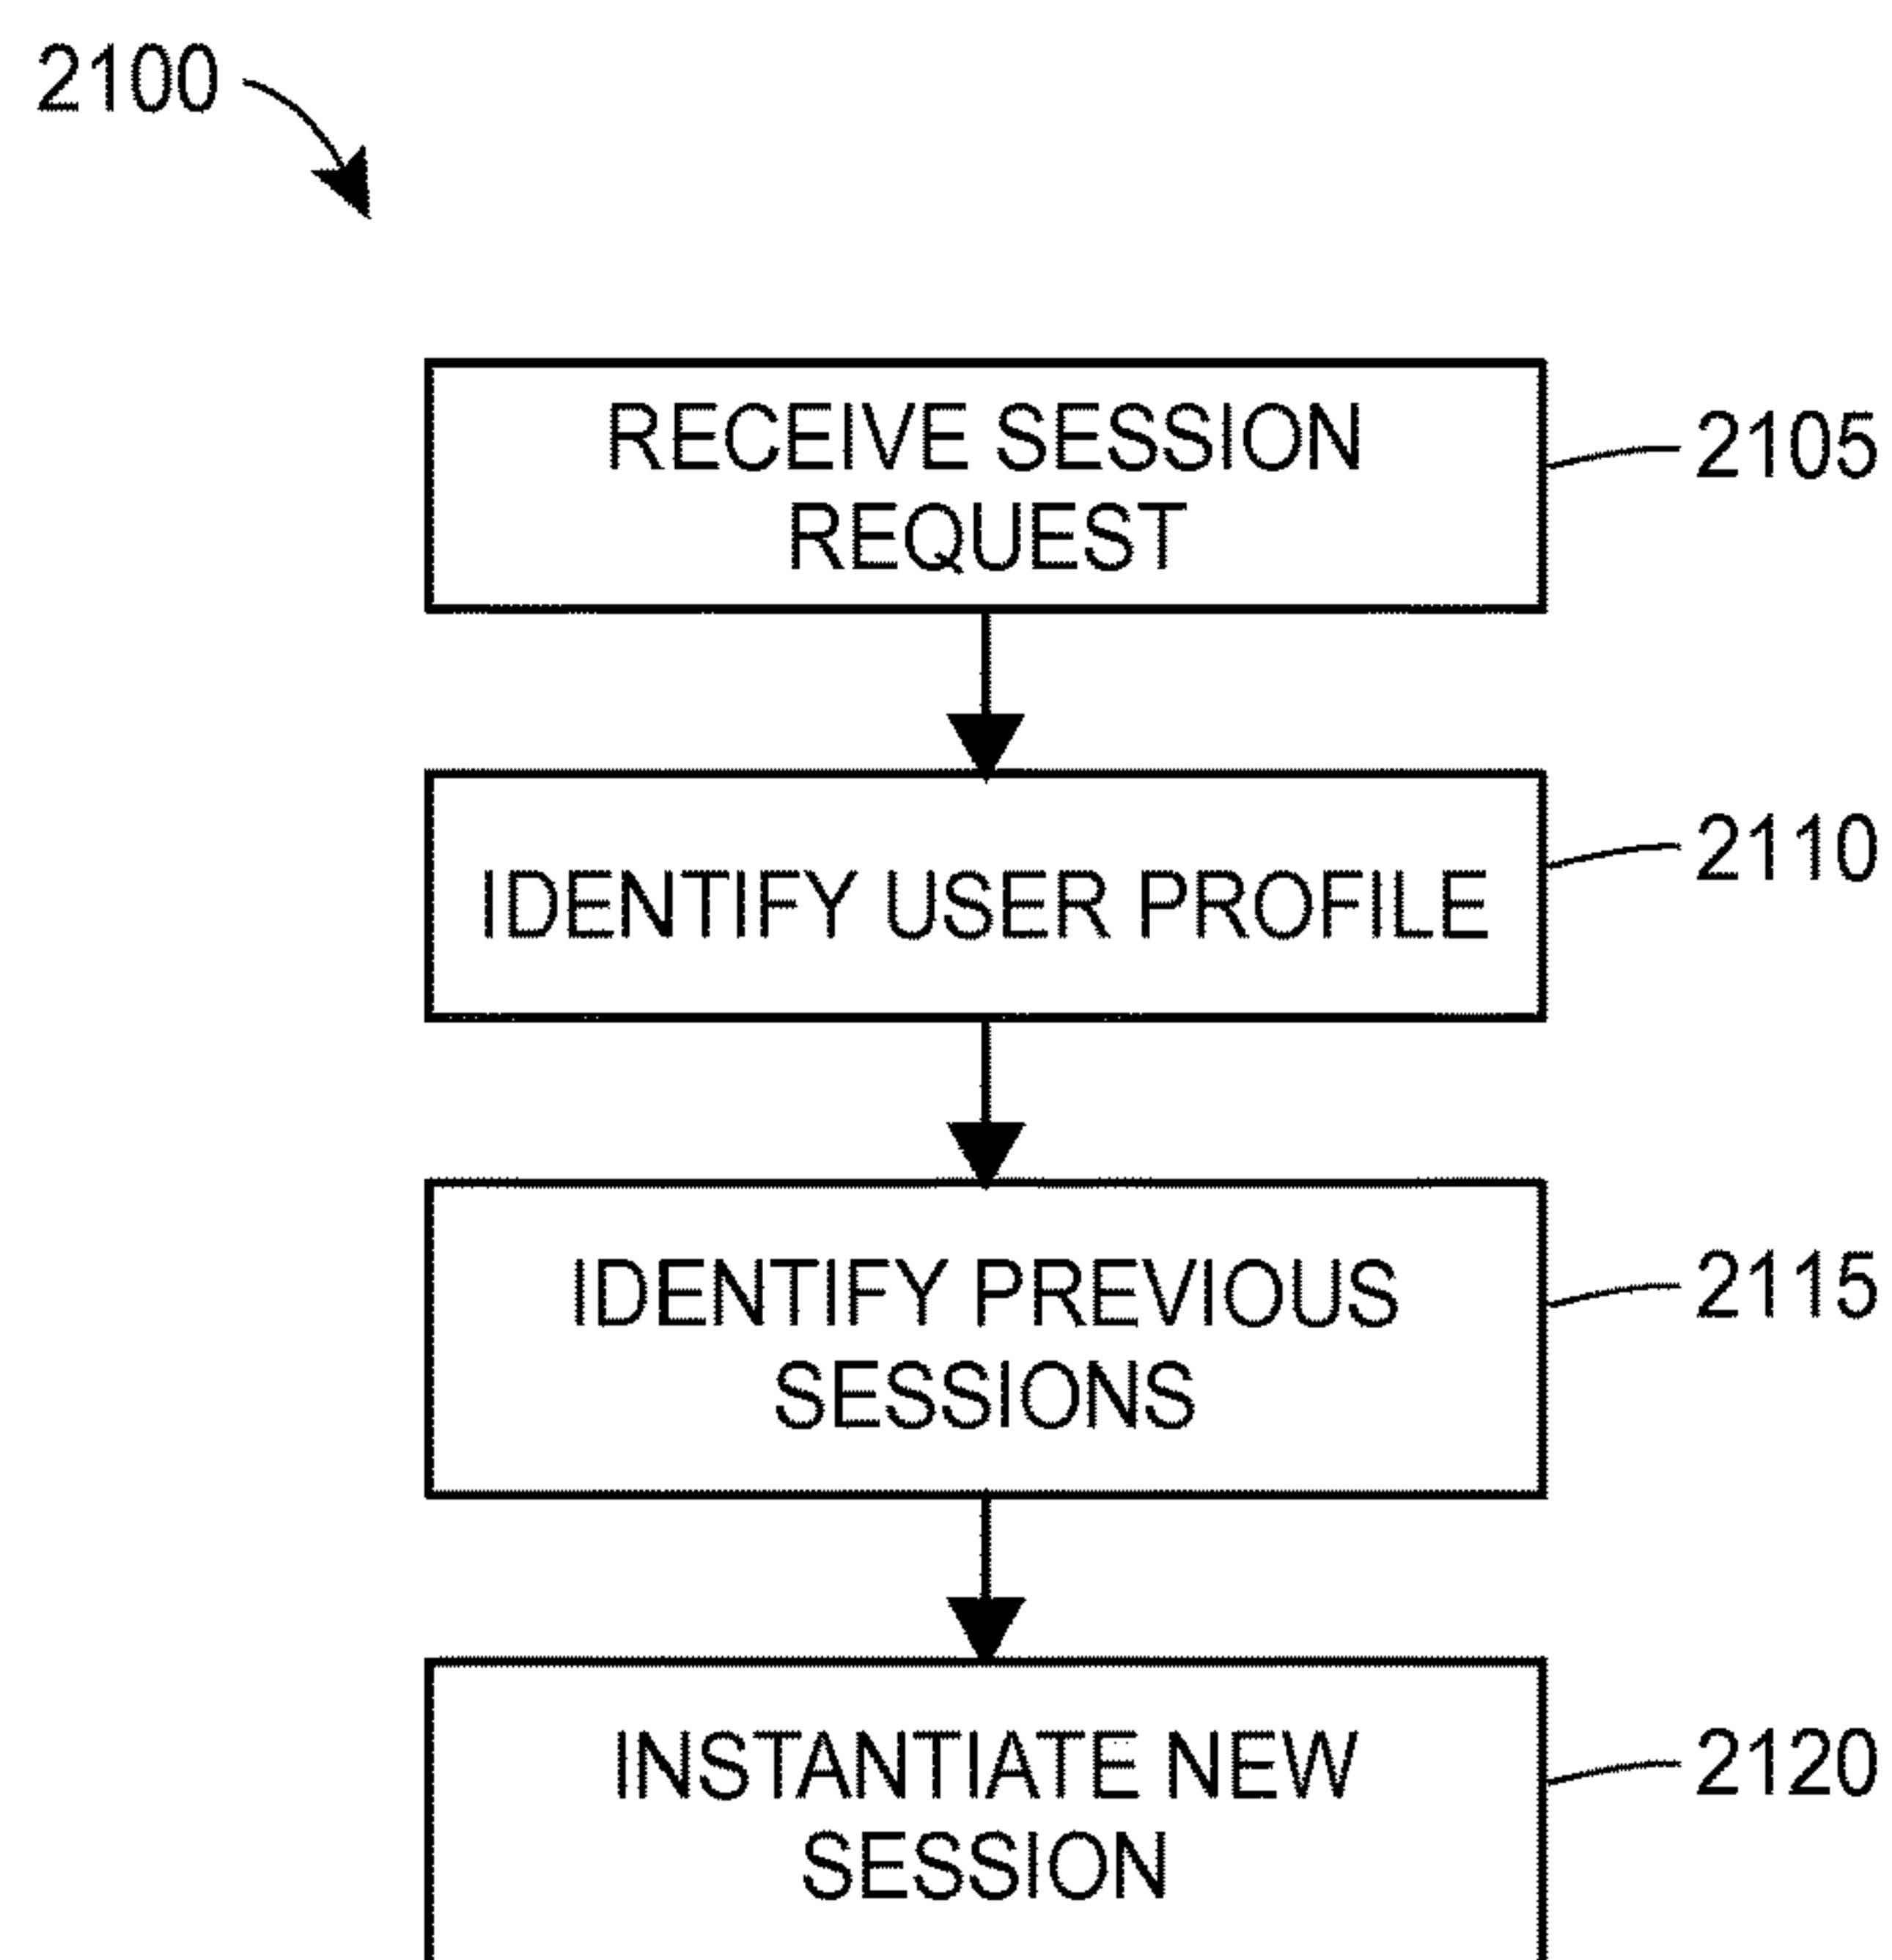 2100
RECEIVE SESSION
REQUEST
2105
IDENTIFY USER PROFILE
2110
IDENTIFY PREVIOUS
SESSIONS
2115
INSTANTIATE NEW
SESSION
2120